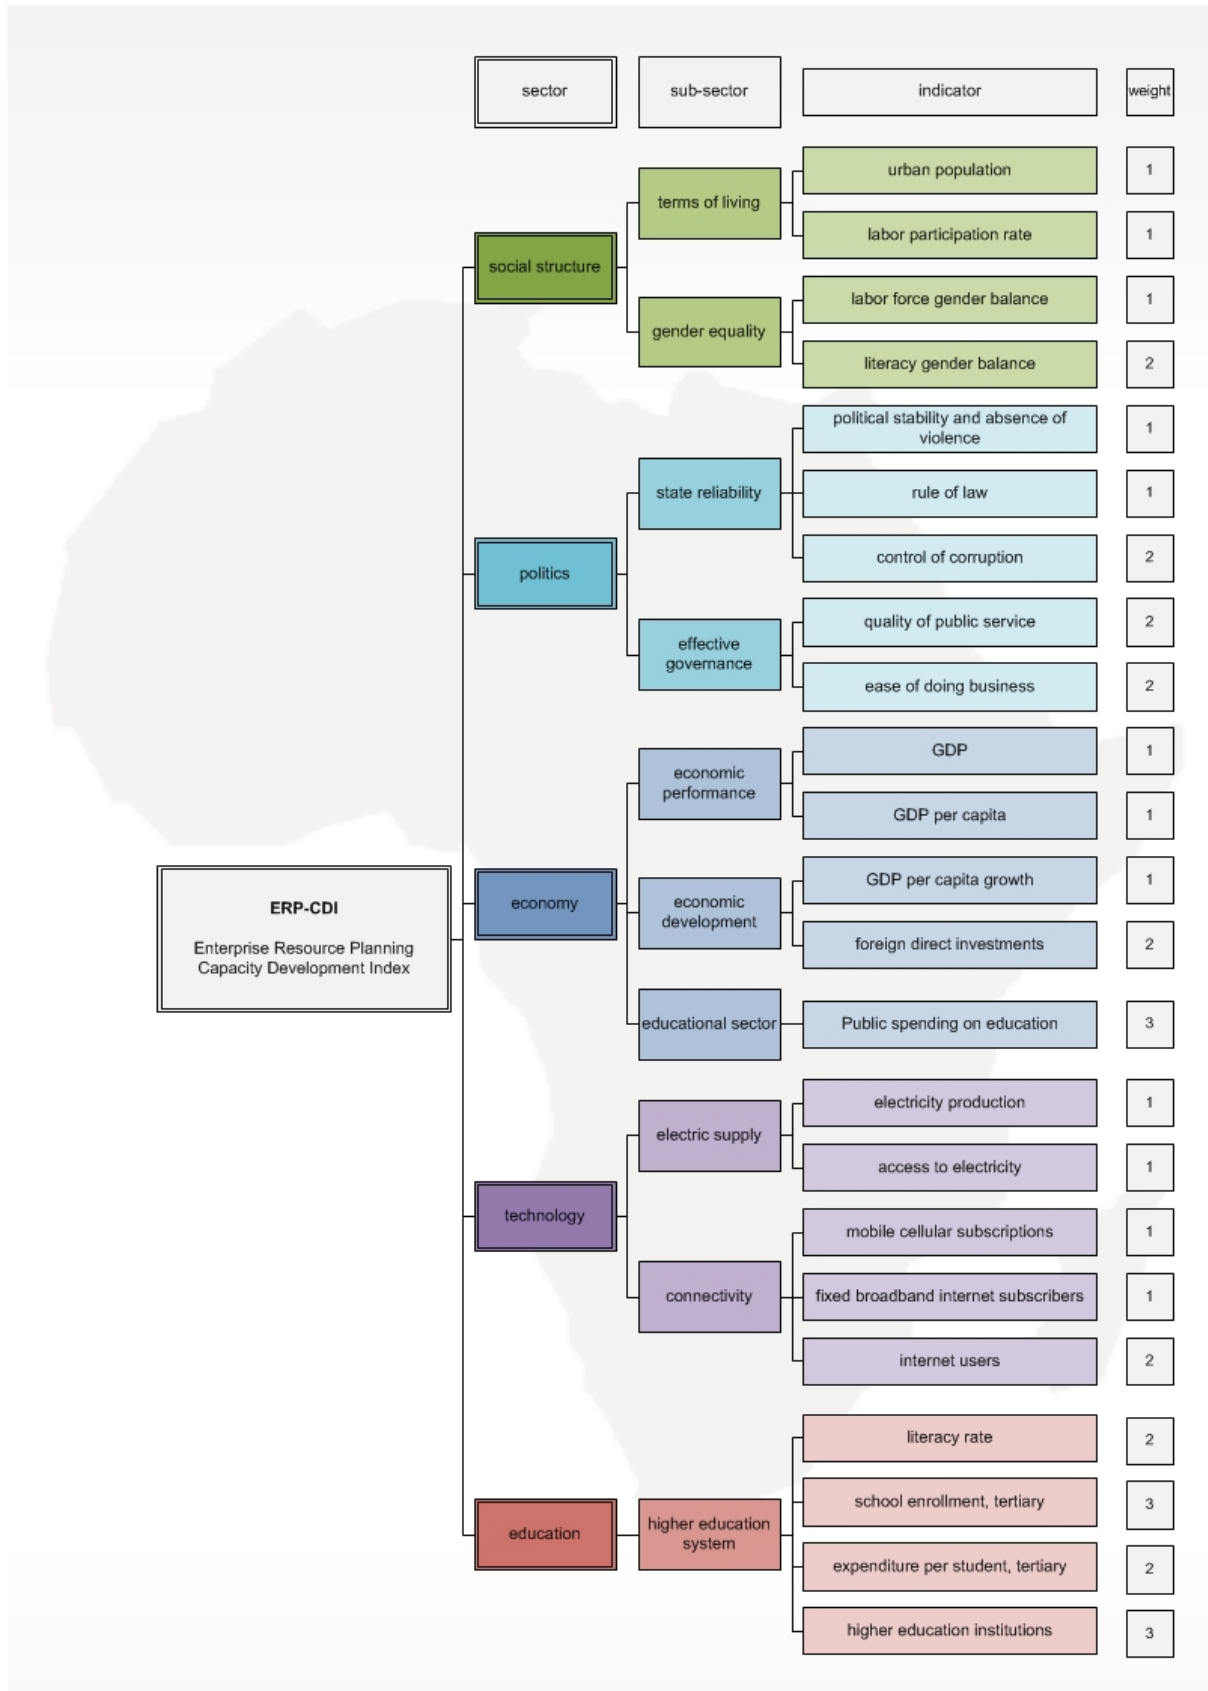 sector
sub-sector
indicator
weight
urban population
1
terms of living
labor participation rate
1
social structure
labor force gender balance
1
gender equality
literacy gender balance
2
political stability and absence of
violence
1
state reliability
rule of law
1
control of corruption
2
politics
quality of public service
2
effective
governance
ease of doing business
2
GDP
1
economic
performance
GDP per capita
1
ERP-CDI
Enterprise Resource Planning
Capacity Development Index
economy
GDP per capita growth
1
economic
development
foreign direct investments
2
educational sector
Public spending on education
3
electricity production
1
electric supply
access to electricity
1
technology
mobile cellular subscriptions
1
connectivity
fixed broadband internet subscribers
1
internet users
2
literacy rate
2
school enrollment, tertiary
3
education
higher education
system
expenditure per student, tertiary
2
higher education institutions
3